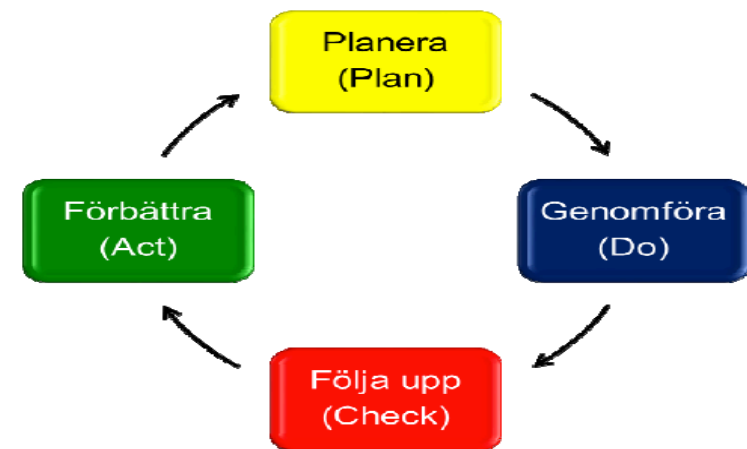 Planera
(Plan)
Genomföra
(Do)
Följa upp
(Check)
Förbättra
(Act)